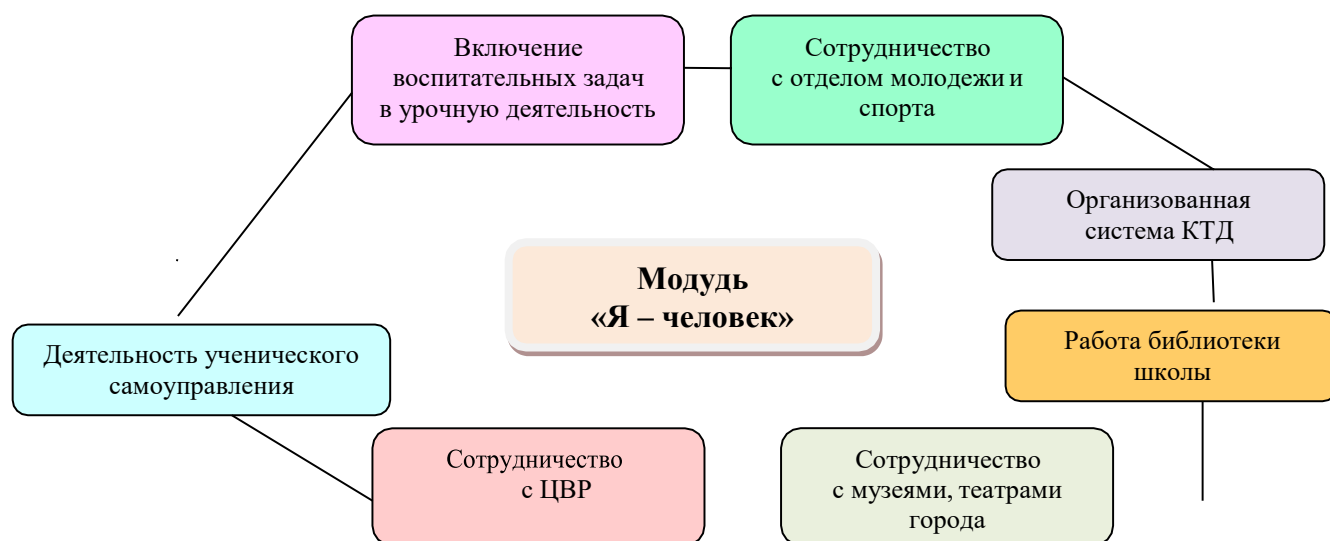 Включение
воспитательных задач
в урочную деятельность
Сотрудничество
с отделом молодежи и
спорта
Организованная
система КТД
Модудь
«Я – человек»
Деятельность ученического
самоуправления
Работа библиотеки
школы
Сотрудничество
с ЦВР
Сотрудничество
с музеями, театрами
города